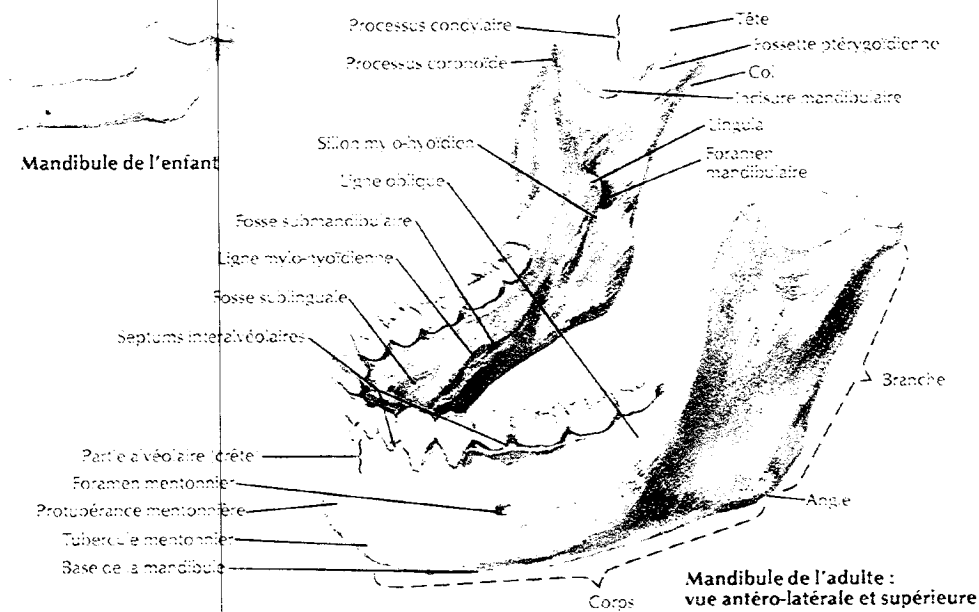 Processus condylaire
Tête
Fossette ptérygoïdienne
Processus coronoïde
Col
Incisure mandibulaire
Lingula
Sillon mylo-hyoïdien
Foramen
mandibulaire
Mandibule de l'enfant
Ligne oblique
Fosse submandibulaire
Ligne mylo-hyoïdienne
Fosse sublinguale
Septums interalvéolaires
Branche
Partie alvéolaire (crête)
Foramen mentonnier
Angle
Protubérance mentonnière
Tubercule mentonnier
Base de la mandibule
Corps
Mandibule de l'adulte :
vue antéro-latérale et supérieure